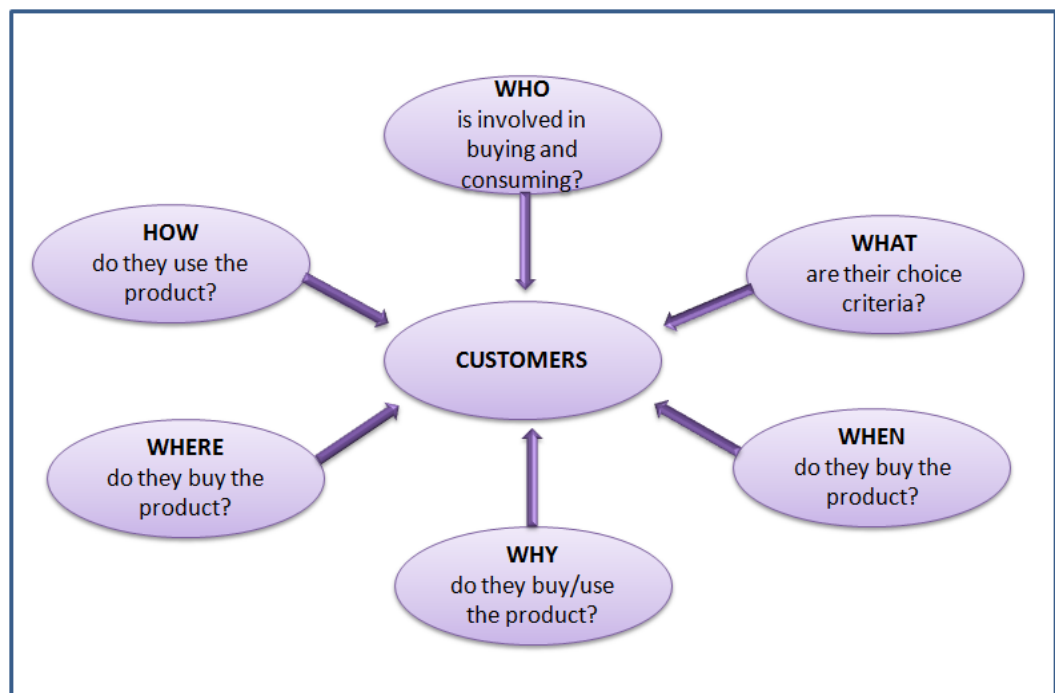 WHO
is involved in
buying and
consuming?
HOW
do they use the
product?
WHAT
are their choice
criteria?
CUSTOMERS
WHERE
do they buy the
product?
WHEN
do they buy the
product?
WHY
do they buy/use
the product?